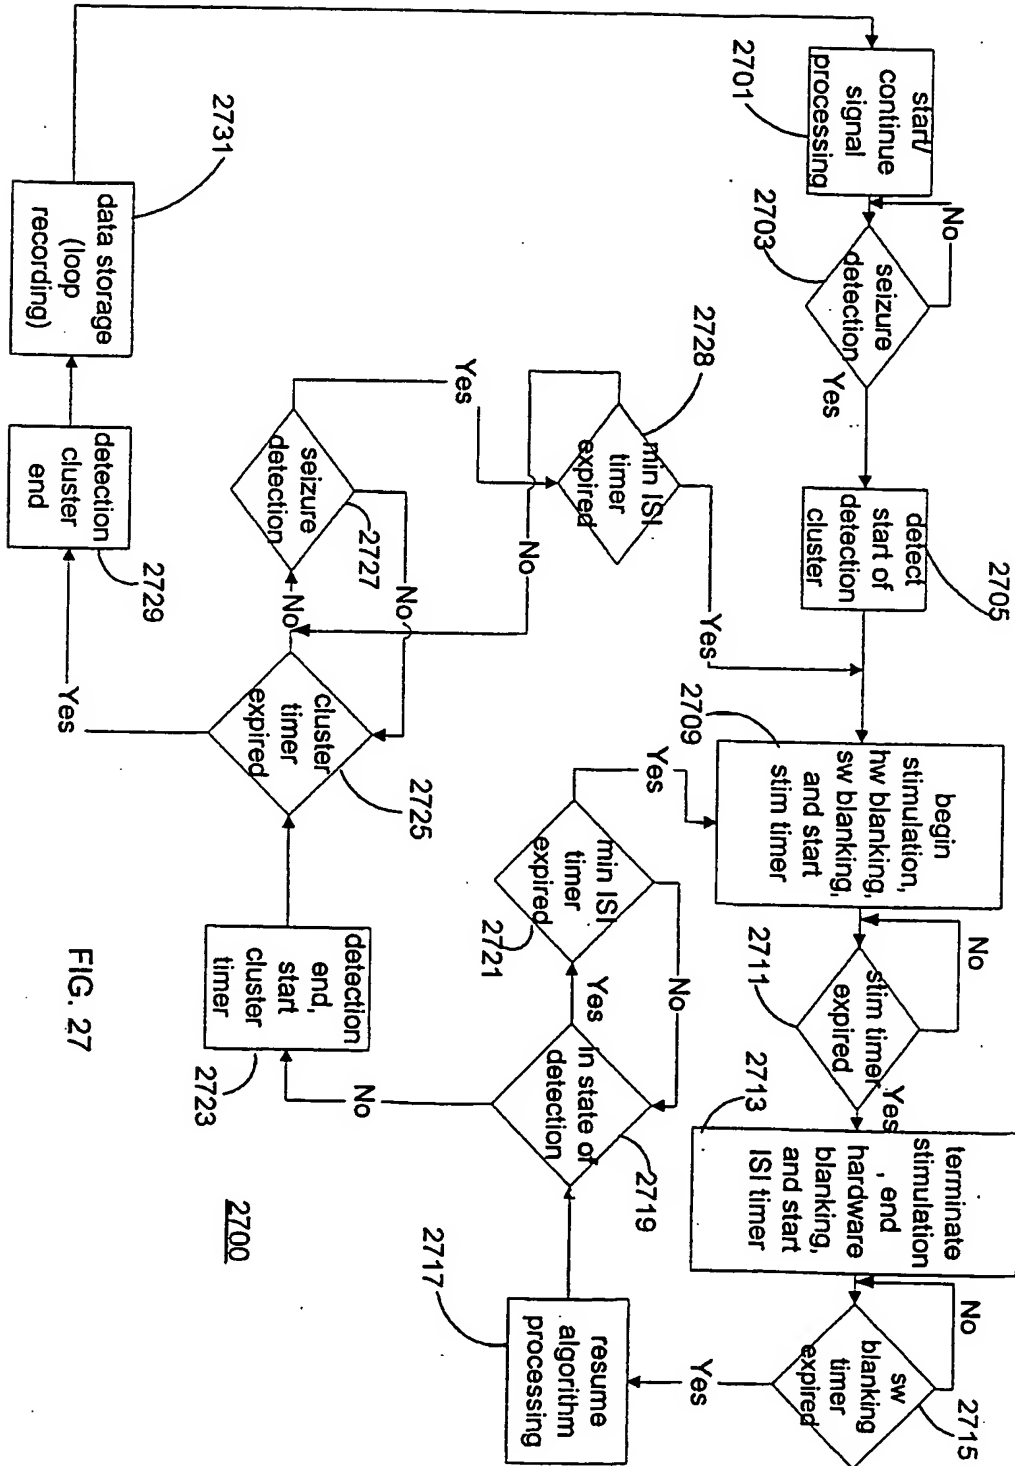 start/
continue
signal
processing
2701
No
seizure
detection
2703
Yes
detect
start of
detection
cluster
2705
begin
stimulation,
hw blanking,
sw blanking,
and start
stim timer
2709
No
stim timer
expired
2711
Yes
terminate
stimulation
, end
hardware
blanking,
and start
ISI timer
2713
No
sw
blanking
timer
expired
2715
Yes
resume
algorithm
processing
2717
in state of
detection
2719
Yes
min ISI
timer
expired
2721
Yes
No
No
detection
end,
start
cluster
timer
2723
cluster
timer
expired
2725
No
seizure
detection
2727
No
Yes
min ISI
timer
expired
2728
Yes
No
Yes
detection
cluster
end
2729
data storage
(loop
recording)
2731
2700
FIG. 27